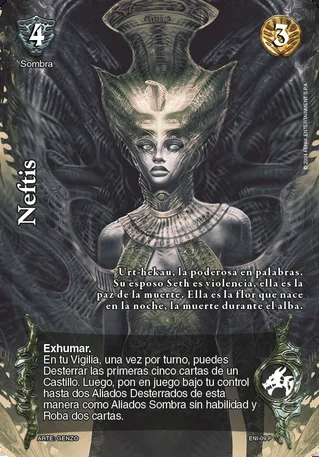 4
3
Sombra
© 2024 FENIX ENTERTAINMENT S.P.A
Neftis
Urt-hekau, la poderosa en palabras.
Su esposo Seth es violencia, ella es la
paz de la muerte. Ella es la flor que nace
en la noche, la muerte durante el alba.
Exhumar.
En tu Vigilia, una vez por turno, puedes
Desterrar las primeras cinco cartas de un
Castillo. Luego, pon en juego bajo tu control
hasta dos Aliados Desterrados de esta
manera como Aliados Sombra sin habilidad y
Roba dos cartas.
ARTE: GENZO
ENI-09 P